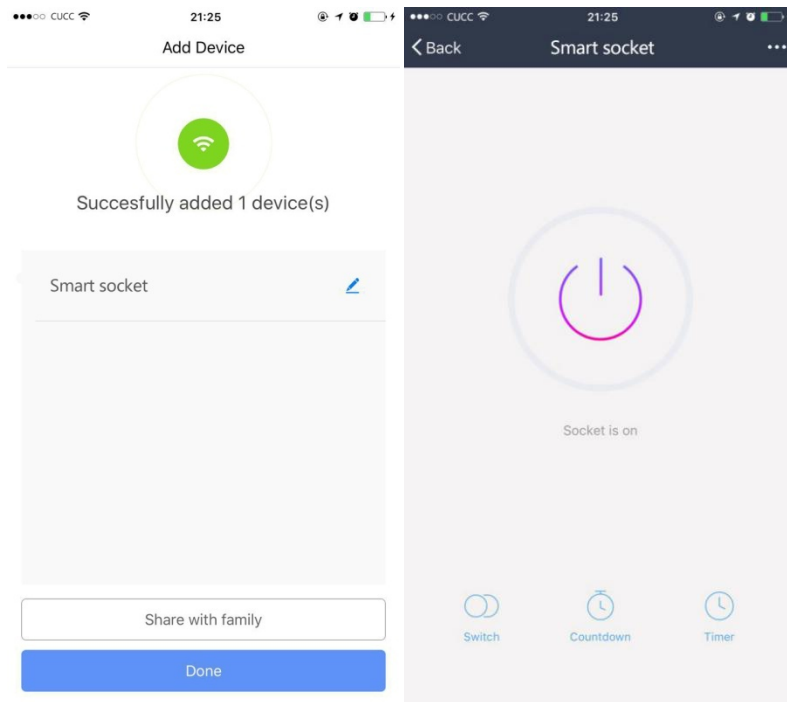 CUCC 21:25
Add Device
Succesfully added 1 device(s)
Smart socket
Share with family
Done
CUCC 21:25
Back Smart socket
Socket is on
Switch Countdown Timer